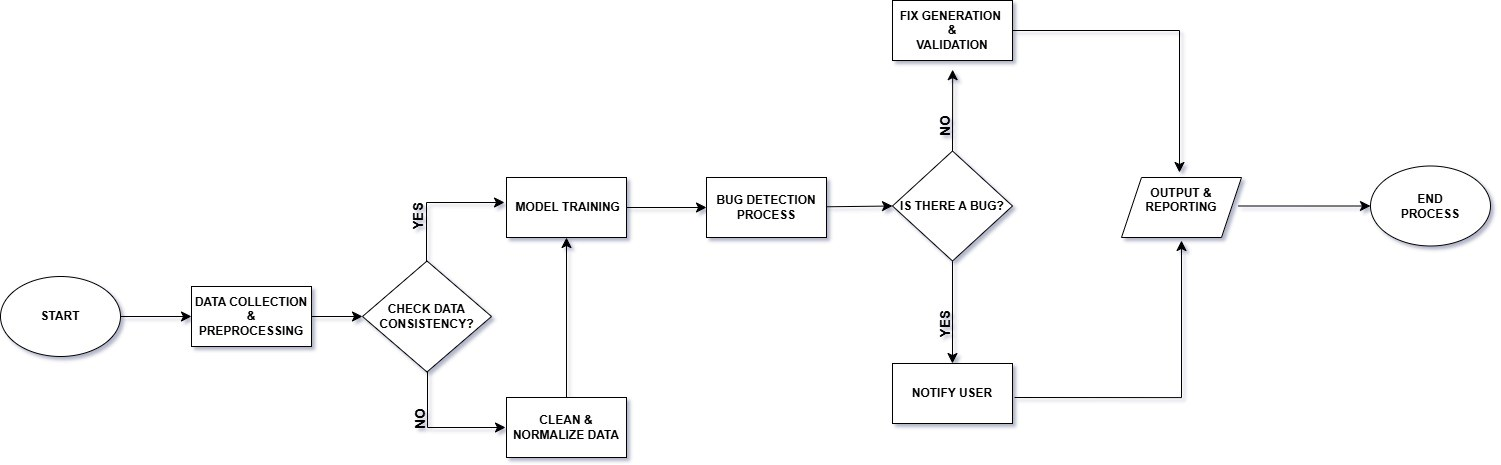 START
DATA COLLECTION
&
PREPROCESSING
CHECK DATA
CONSISTENCY?
YES
NO
MODEL TRAINING
CLEAN &
NORMALIZE DATA
BUG DETECTION
PROCESS
IS THERE A BUG?
NO
YES
FIX GENERATION
&
VALIDATION
NOTIFY USER
OUTPUT &
REPORTING
END
PROCESS